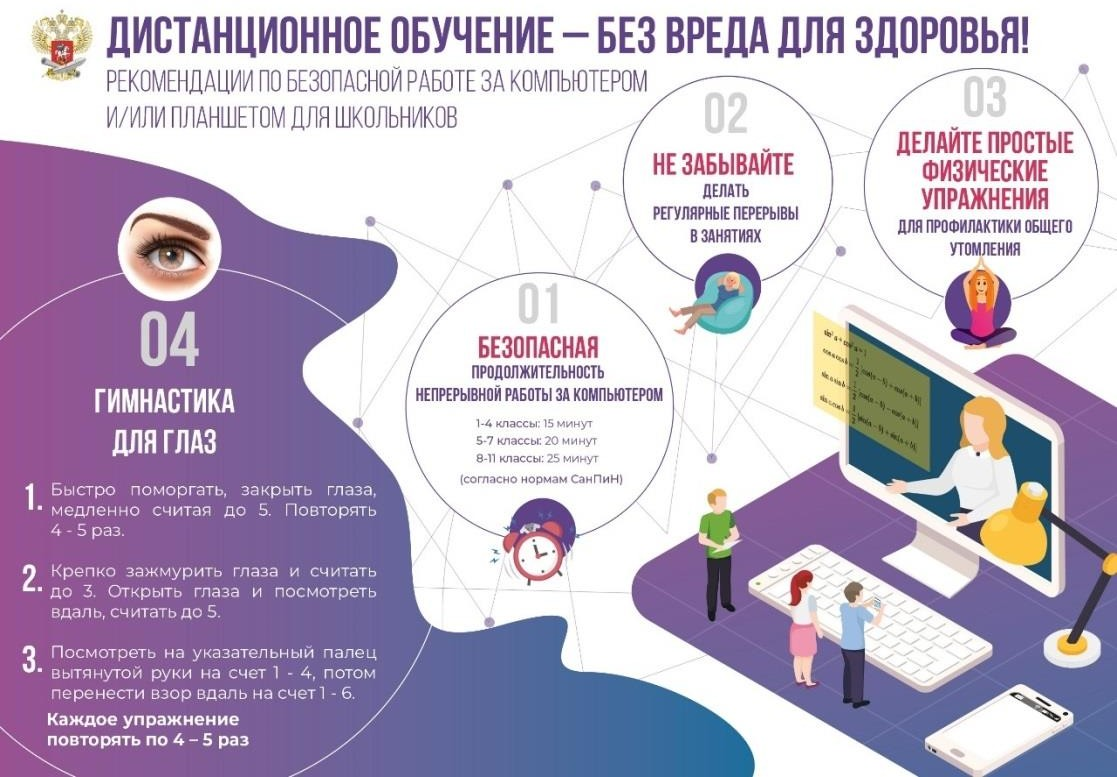 ДИСТАНЦИОННОЕ ОБУЧЕНИЕ – БЕЗ ВРЕДА ДЛЯ ЗДОРОВЬЯ!
РЕКОМЕНДАЦИИ ПО БЕЗОПАСНОЙ РАБОТЕ ЗА КОМПЬЮТЕРОМ
И/ИЛИ ПЛАНШЕТОМ ДЛЯ ШКОЛЬНИКОВ
01
БЕЗОПАСНАЯ
ПРОДОЛЖИТЕЛЬНОСТЬ
НЕПРЕРЫВНОЙ РАБОТЫ ЗА КОМПЬЮТЕРОМ
1-4 классы: 15 минут
5-7 классы: 20 минут
8-11 классы: 25 минут
(согласно нормам СанПиН)
02
НЕ ЗАБЫВАЙТЕ
ДЕЛАТЬ
РЕГУЛЯРНЫЕ ПЕРЕРЫВЫ
В ЗАНЯТИЯХ
03
ДЕЛАЙТЕ ПРОСТЫЕ
ФИЗИЧЕСКИЕ
УПРАЖНЕНИЯ
ДЛЯ ПРОФИЛАКТИКИ ОБЩЕГО
УТОМЛЕНИЯ
04
ГИМНАСТИКА
ДЛЯ ГЛАЗ
1. Быстро поморгать, закрыть глаза,
медленно считая до 5. Повторять
4 - 5 раз.
2. Крепко зажмурить глаза и считать
до 3. Открыть глаза и посмотреть
вдаль, считать до 5.
3. Посмотреть на указательный палец
вытянутой руки на счет 1 - 4, потом
перенести взор вдаль на счет 1 - 6.
Каждое упражнение
повторять по 4 – 5 раз